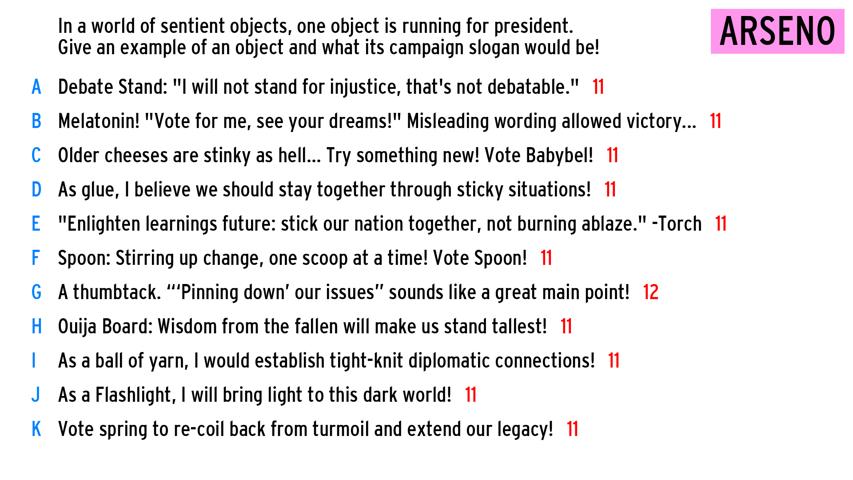 In a world of sentient objects, one object is running for president.
Give an example of an object and what its campaign slogan would be!
ARSENO
A Debate Stand: "I will not stand for injustice, that's not debatable." 11
B Melatonin! "Vote for me, see your dreams!" Misleading wording allowed victory... 11
C Older cheeses are stinky as hell... Try something new! Vote Babybel! 11
D As glue, I believe we should stay together through sticky situations! 11
E "Enlighten learnings future: stick our nation together, not burning ablaze." -Torch 11
F Spoon: Stirring up change, one scoop at a time! Vote Spoon! 11
G A thumbtack. “‘Pinning down’ our issues” sounds like a great main point! 12
H Ouija Board: Wisdom from the fallen will make us stand tallest! 11
I As a ball of yarn, I would establish tight-knit diplomatic connections! 11
J As a Flashlight, I will bring light to this dark world! 11
K Vote spring to re-coil back from turmoil and extend our legacy! 11